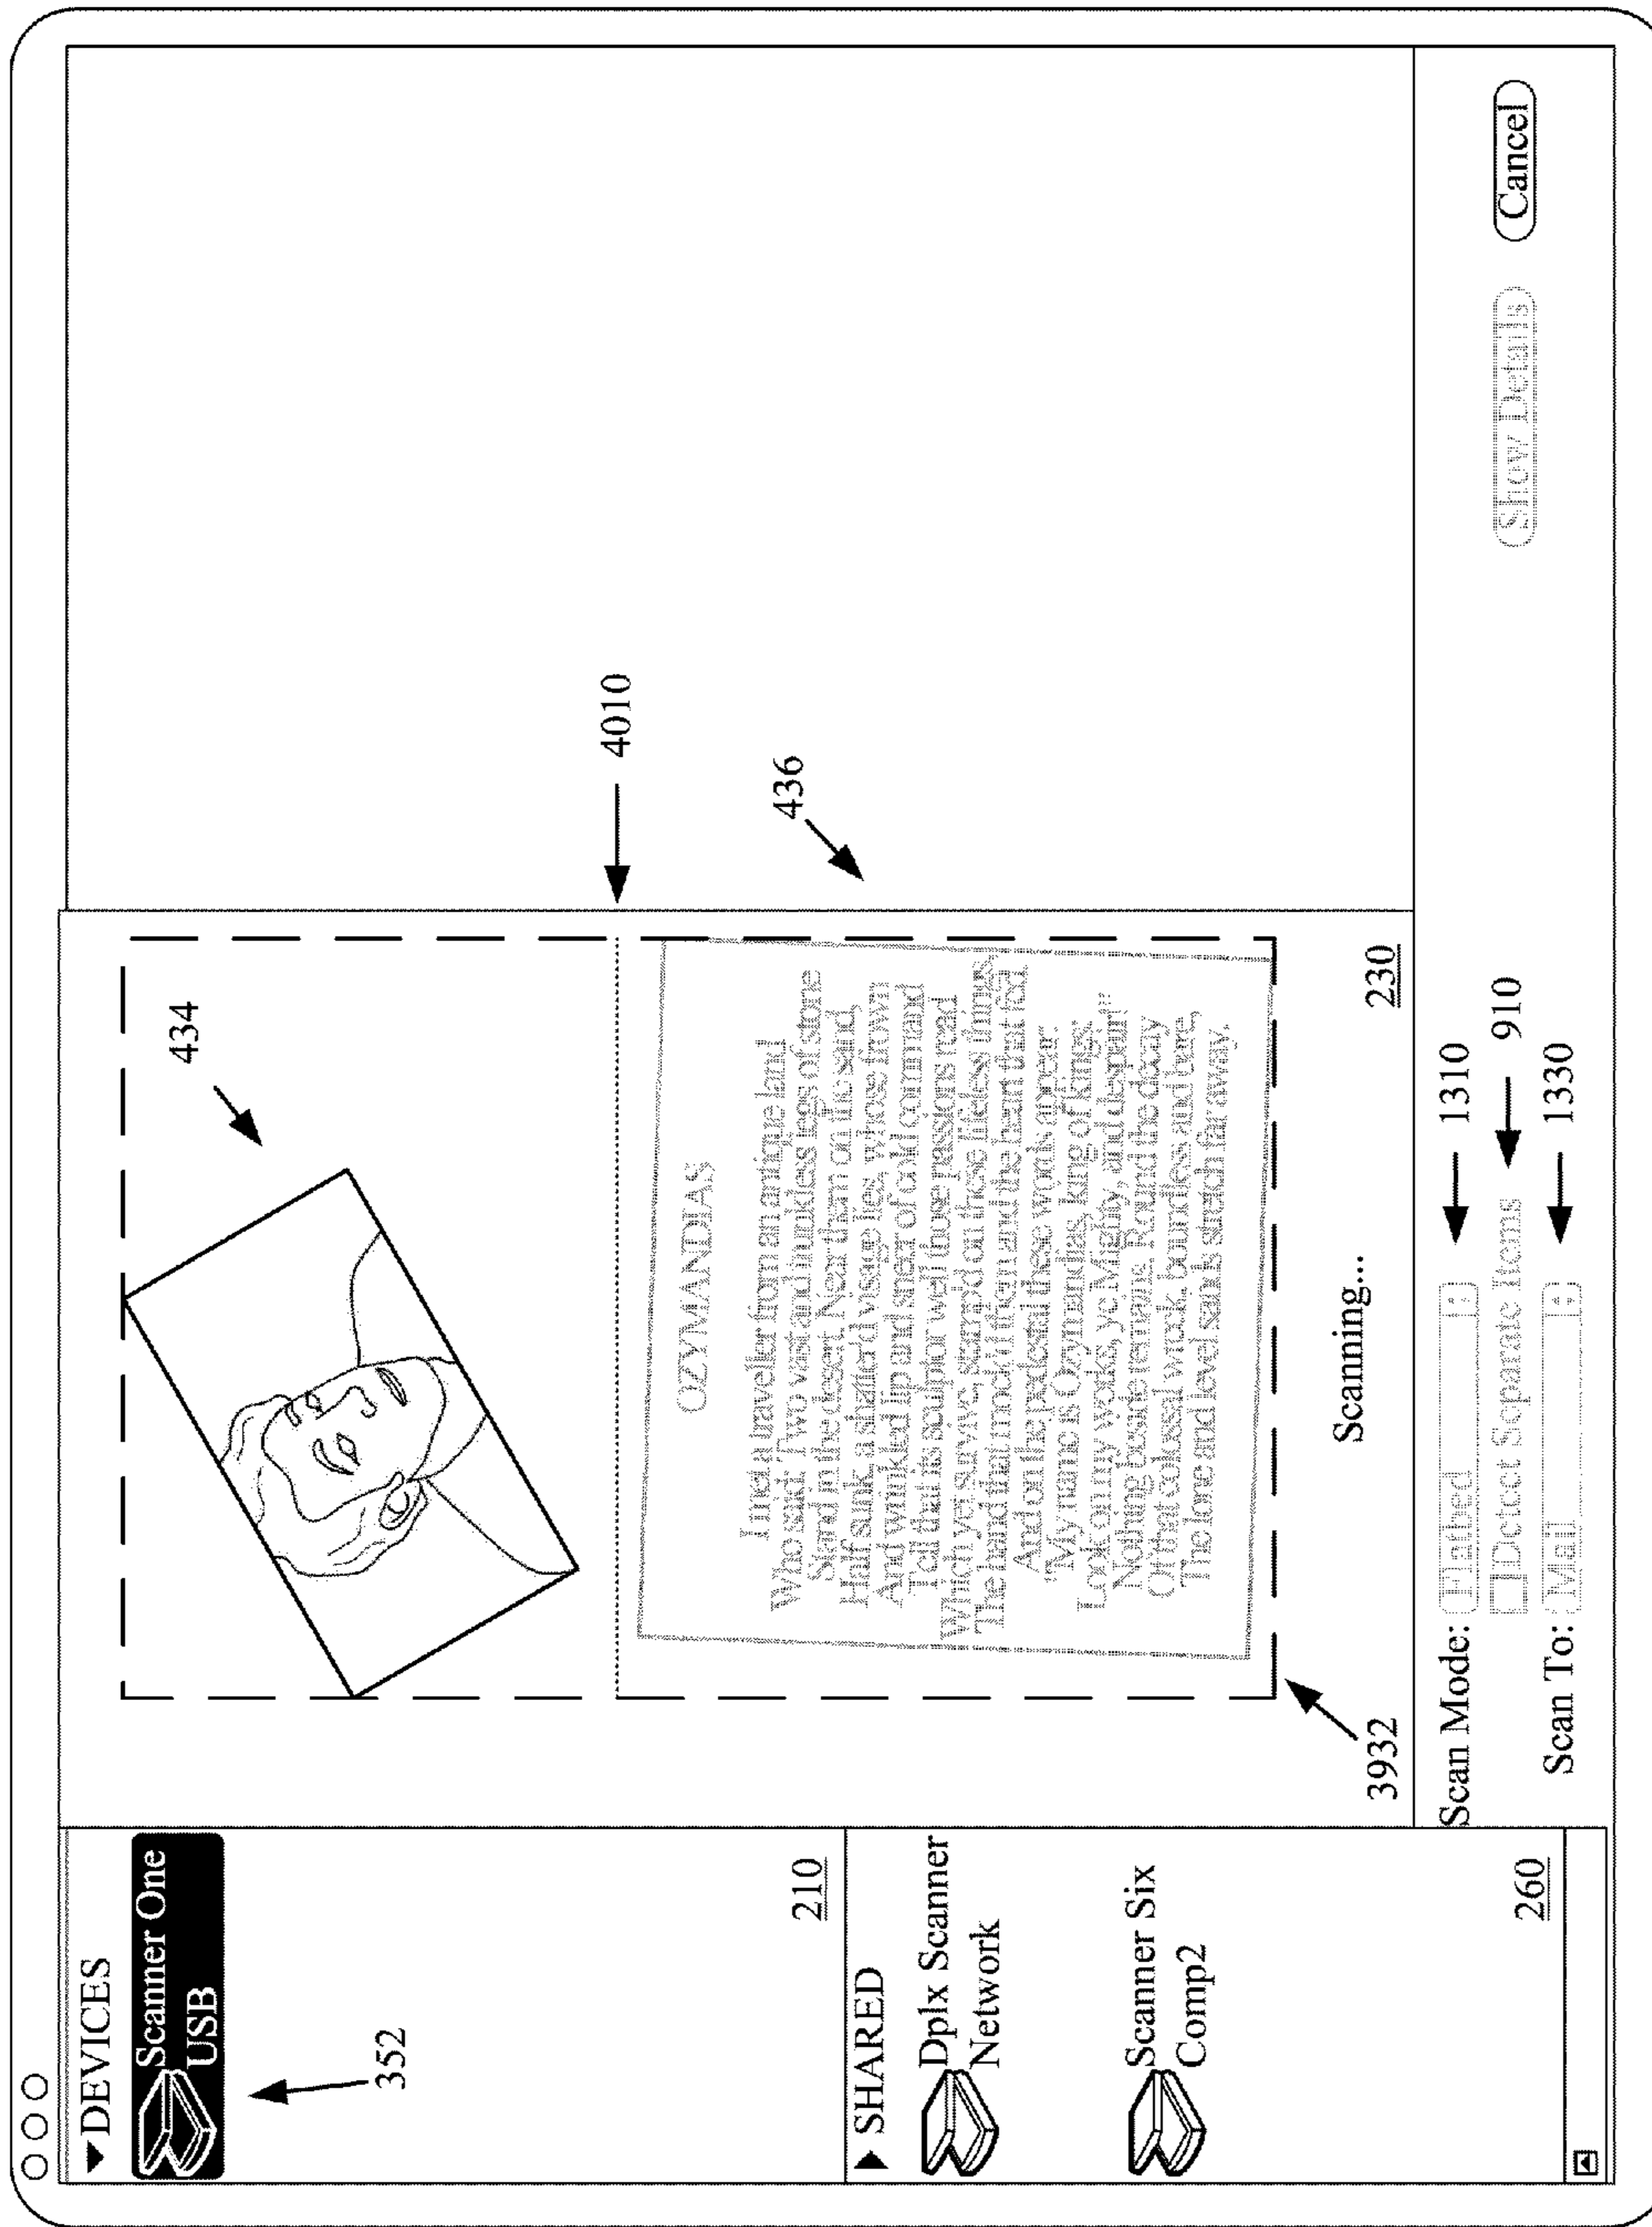 DEVICES
Scanner One
USB
352
210
SHARED
Dplx Scanner
Network
Scanner Six
Comp2
260
434
4010
436
OZYMANDIAS
I met a traveller from an antique land
Who said: Two vast and trunkless legs of stone
Stand in the desert. Near them on the sand,
Half sunk, a shatter'd visage lies, whose frown
And wrinkled lip and sneer of cold command
Tell that its sculptor well those passions read
Which yet survive, stamp'd on these lifeless things,
The hand that mock'd them and the heart that fed.
And on the pedestal these words appear:
"My name is Ozymandias, king of kings:
Look on my works, ye Mighty, and despair!"
Nothing beside remains. Round the decay
Of that colossal wreck, boundless and bare,
The lone and level sands stretch far away.
3932
Scanning...
230
Scan Mode: Flatbed
1310
Detect Separate Items
910
Scan To: Mail
1330
Show Details
Cancel